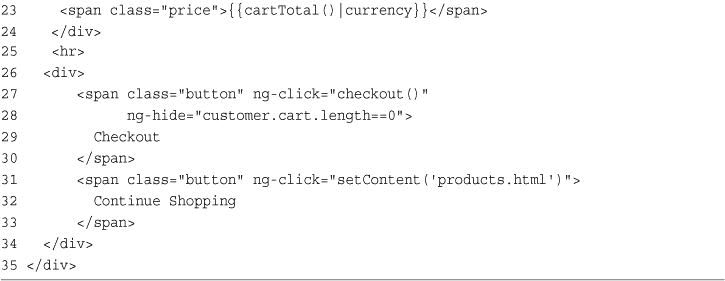 23     <span class="price">{{cartTotal()|currency}}</span>
24    </div>
25    <hr>
26   <div>
27       <span class="button" ng-click="checkout()"
28             ng-hide="customer.cart.length==0">
29         Checkout
30       </span>
31       <span class="button" ng-click="setContent('products.html')">
32         Continue Shopping
33       </span>
34   </div>
35 </div>